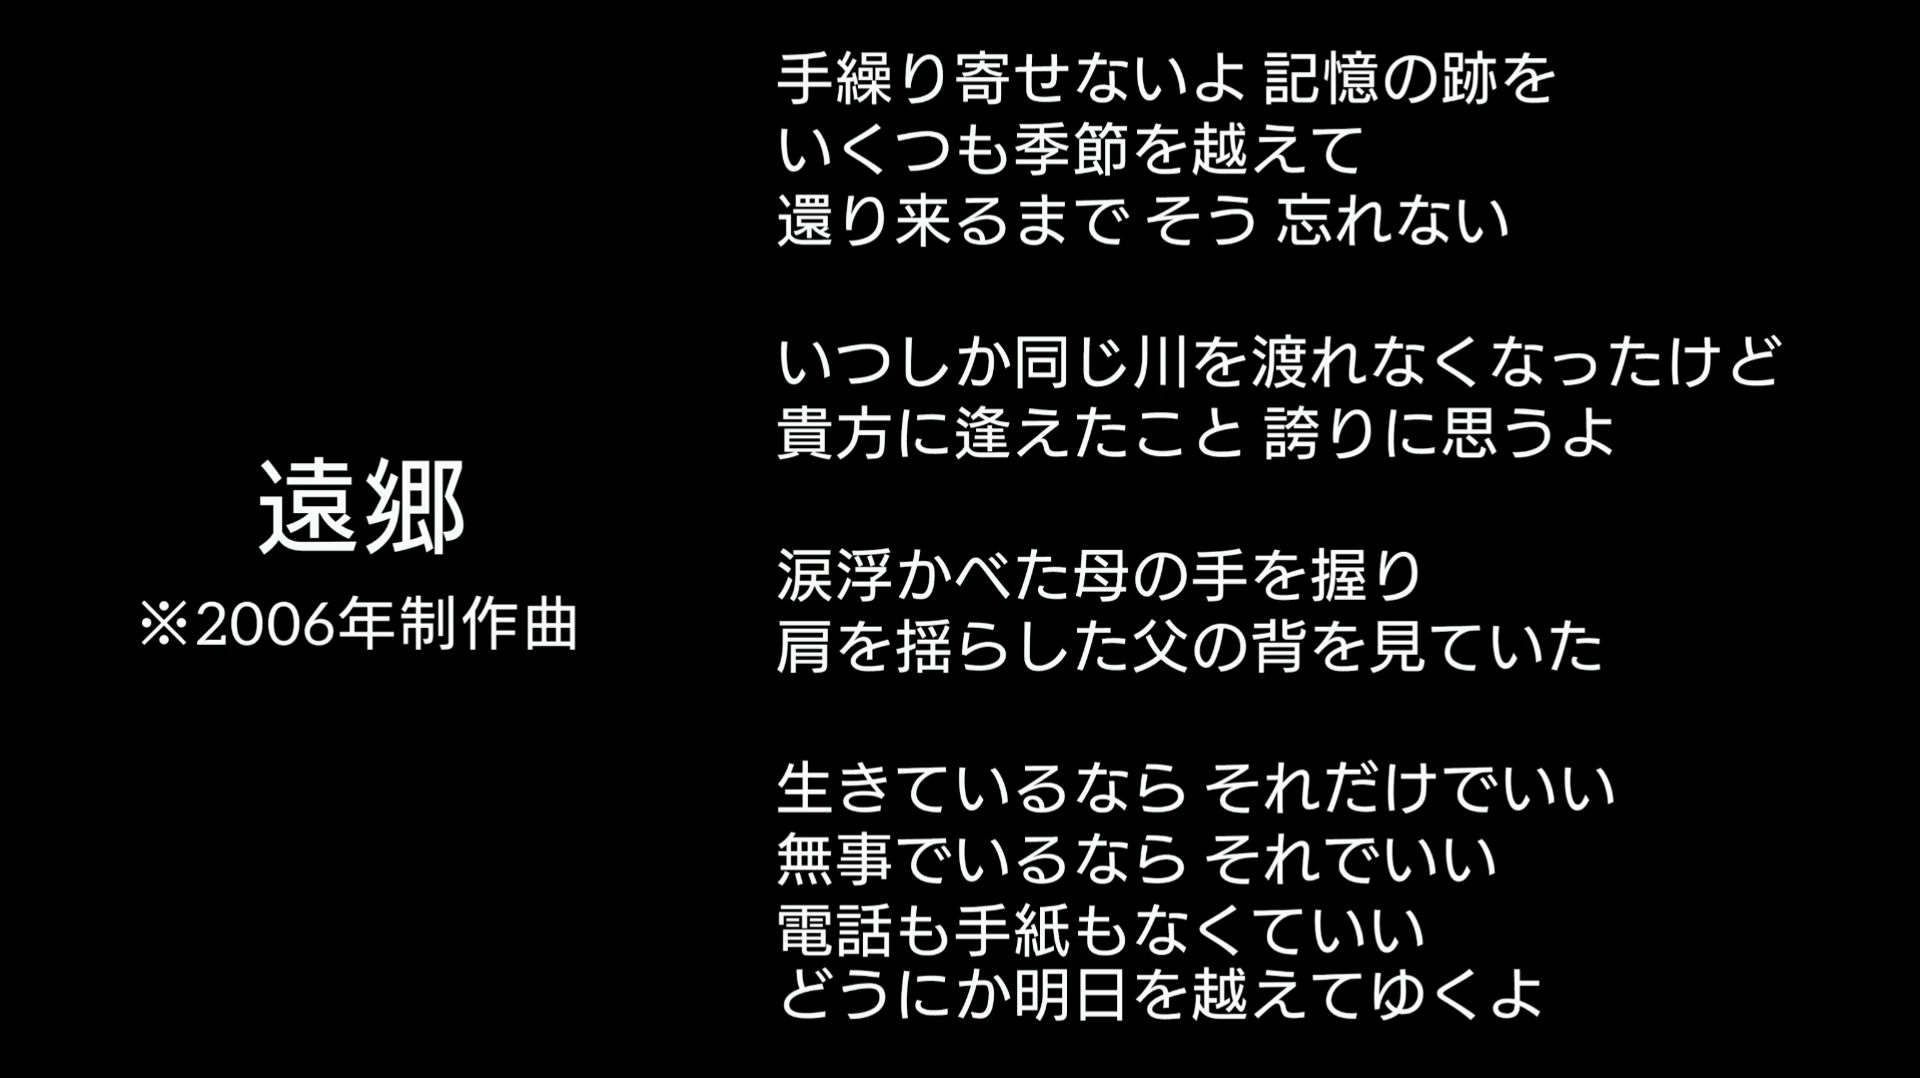 遠郷
※2006年制作曲
手繰り寄せないよ 記憶の跡を
いくつも季節を越えて
還り来るまで そう 忘れない
いつしか同じ川を渡れなくなったけど
貴方に逢えたこと 誇りに思うよ
涙浮かべた母の手を握り
肩を揺らした父の背を見ていた
生きているなら それだけでいい
無事でいるなら それでいい
電話も手紙もなくていい
どうにか明日を越えてゆくよ